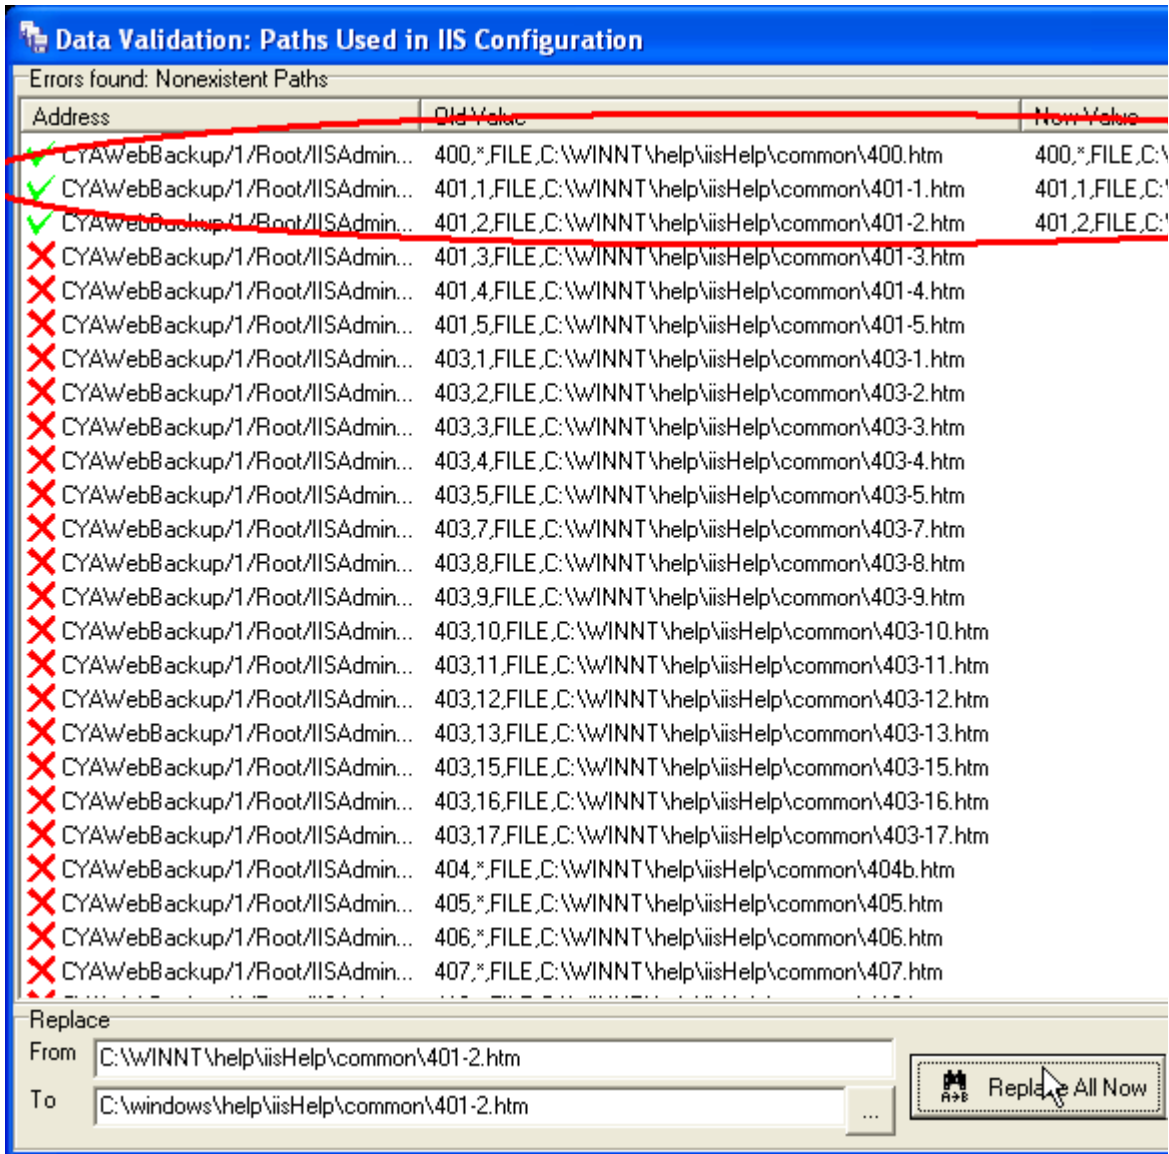 Data Validation: Paths Used in IIS Configuration
Errors found: Nonexistent Paths
Address Old Value New Value
CYAWebBackup/1/Root/IISAdmin... 400,*,FILE,C:\WINNT\help\iisHelp\common\400.htm 400,*,FILE,C:\
CYAWebBackup/1/Root/IISAdmin... 401,1,FILE,C:\WINNT\help\iisHelp\common\401-1.htm 401,1,FILE,C:\
CYAWebBackup/1/Root/IISAdmin... 401,2,FILE,C:\WINNT\help\iisHelp\common\401-2.htm 401,2,FILE,C:\
CYAWebBackup/1/Root/IISAdmin... 401,3,FILE,C:\WINNT\help\iisHelp\common\401-3.htm
CYAWebBackup/1/Root/IISAdmin... 401,4,FILE,C:\WINNT\help\iisHelp\common\401-4.htm
CYAWebBackup/1/Root/IISAdmin... 401,5,FILE,C:\WINNT\help\iisHelp\common\401-5.htm
CYAWebBackup/1/Root/IISAdmin... 403,1,FILE,C:\WINNT\help\iisHelp\common\403-1.htm
CYAWebBackup/1/Root/IISAdmin... 403,2,FILE,C:\WINNT\help\iisHelp\common\403-2.htm
CYAWebBackup/1/Root/IISAdmin... 403,3,FILE,C:\WINNT\help\iisHelp\common\403-3.htm
CYAWebBackup/1/Root/IISAdmin... 403,4,FILE,C:\WINNT\help\iisHelp\common\403-4.htm
CYAWebBackup/1/Root/IISAdmin... 403,5,FILE,C:\WINNT\help\iisHelp\common\403-5.htm
CYAWebBackup/1/Root/IISAdmin... 403,7,FILE,C:\WINNT\help\iisHelp\common\403-7.htm
CYAWebBackup/1/Root/IISAdmin... 403,8,FILE,C:\WINNT\help\iisHelp\common\403-8.htm
CYAWebBackup/1/Root/IISAdmin... 403,9,FILE,C:\WINNT\help\iisHelp\common\403-9.htm
CYAWebBackup/1/Root/IISAdmin... 403,10,FILE,C:\WINNT\help\iisHelp\common\403-10.htm
CYAWebBackup/1/Root/IISAdmin... 403,11,FILE,C:\WINNT\help\iisHelp\common\403-11.htm
CYAWebBackup/1/Root/IISAdmin... 403,12,FILE,C:\WINNT\help\iisHelp\common\403-12.htm
CYAWebBackup/1/Root/IISAdmin... 403,13,FILE,C:\WINNT\help\iisHelp\common\403-13.htm
CYAWebBackup/1/Root/IISAdmin... 403,15,FILE,C:\WINNT\help\iisHelp\common\403-15.htm
CYAWebBackup/1/Root/IISAdmin... 403,16,FILE,C:\WINNT\help\iisHelp\common\403-16.htm
CYAWebBackup/1/Root/IISAdmin... 403,17,FILE,C:\WINNT\help\iisHelp\common\403-17.htm
CYAWebBackup/1/Root/IISAdmin... 404,*,FILE,C:\WINNT\help\iisHelp\common\404b.htm
CYAWebBackup/1/Root/IISAdmin... 405,*,FILE,C:\WINNT\help\iisHelp\common\405.htm
CYAWebBackup/1/Root/IISAdmin... 406,*,FILE,C:\WINNT\help\iisHelp\common\406.htm
CYAWebBackup/1/Root/IISAdmin... 407,*,FILE,C:\WINNT\help\iisHelp\common\407.htm
Replace
From C:\WINNT\help\iisHelp\common\401-2.htm
To C:\windows\help\iisHelp\common\401-2.htm ...
A→B Replace All Now